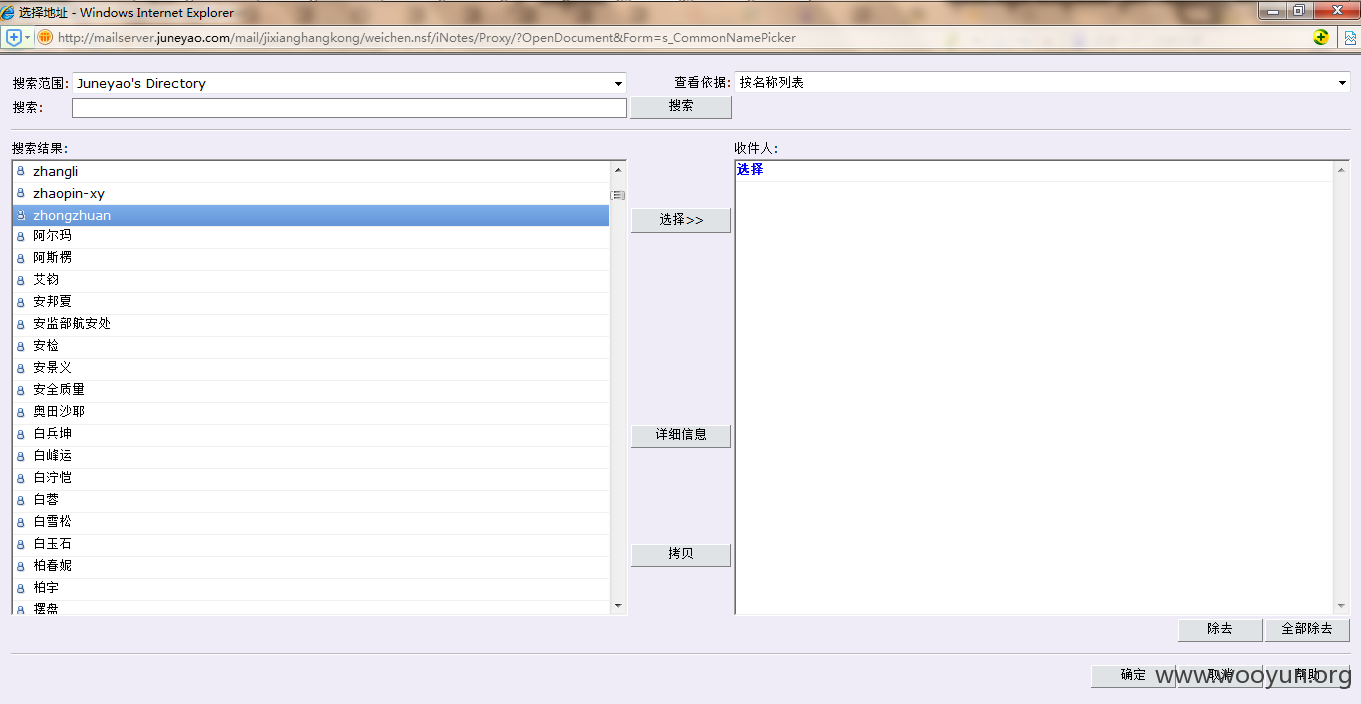 选择地址 - Windows Internet Explorer
http://mailserver.juneyao.com/mail/jixianghangkong/weichen.nsf/iNotes/Proxy/?OpenDocument&Form=s_CommonNamePicker
搜索范围: Juneyao's Directory 查看依据: 按名称列表
搜索: 搜索
搜索结果: 收件人:
zhangli 选择
zhaopin-xy
zhongzhuan 选择>>
阿尔玛
阿斯楞
艾钧
安邦夏
安监部航安处
安检
安景义
安全质量
奥田沙耶
白兵坤 详细信息
白峰运
白泞恺
白蓉
白雪松
白玉石 拷贝
柏春妮
柏宇
摆盘
除去 全部除去
确定 取消 帮助
www.wooyun.org